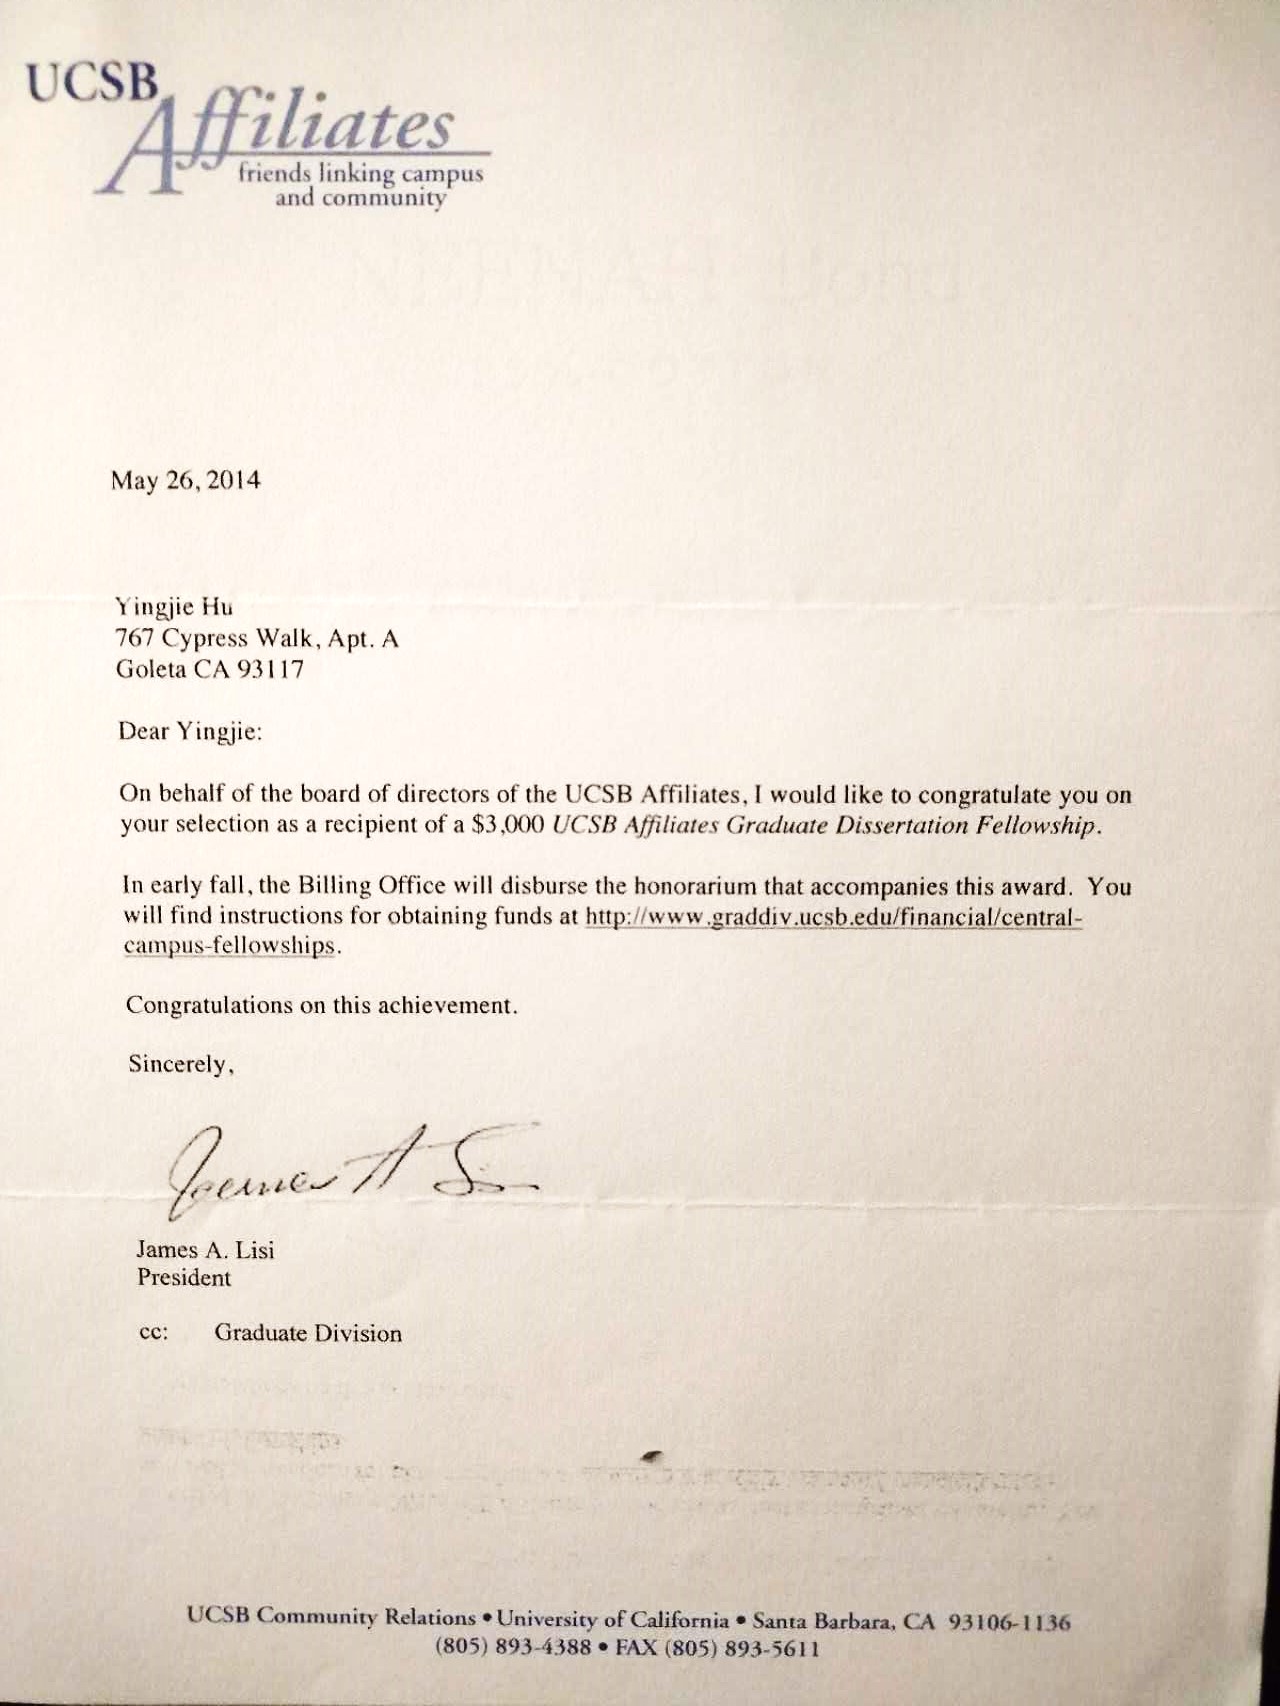 UCSB
Affiliates
friends linking campus
and community
May 26, 2014
Yingjie Hu
767 Cypress Walk, Apt. A
Goleta CA 93117
Dear Yingjie:
On behalf of the board of directors of the UCSB Affiliates, I would like to congratulate you on
your selection as a recipient of a $3,000 UCSB Affiliates Graduate Dissertation Fellowship.
In early fall, the Billing Office will disburse the honorarium that accompanies this award. You
will find instructions for obtaining funds at http://www.graddiv.ucsb.edu/financial/central-
campus-fellowships.
Congratulations on this achievement.
Sincerely,
James A. Lisi
President
cc: Graduate Division
UCSB Community Relations • University of California • Santa Barbara, CA 93106-1136
(805) 893-4388 • FAX (805) 893-5611